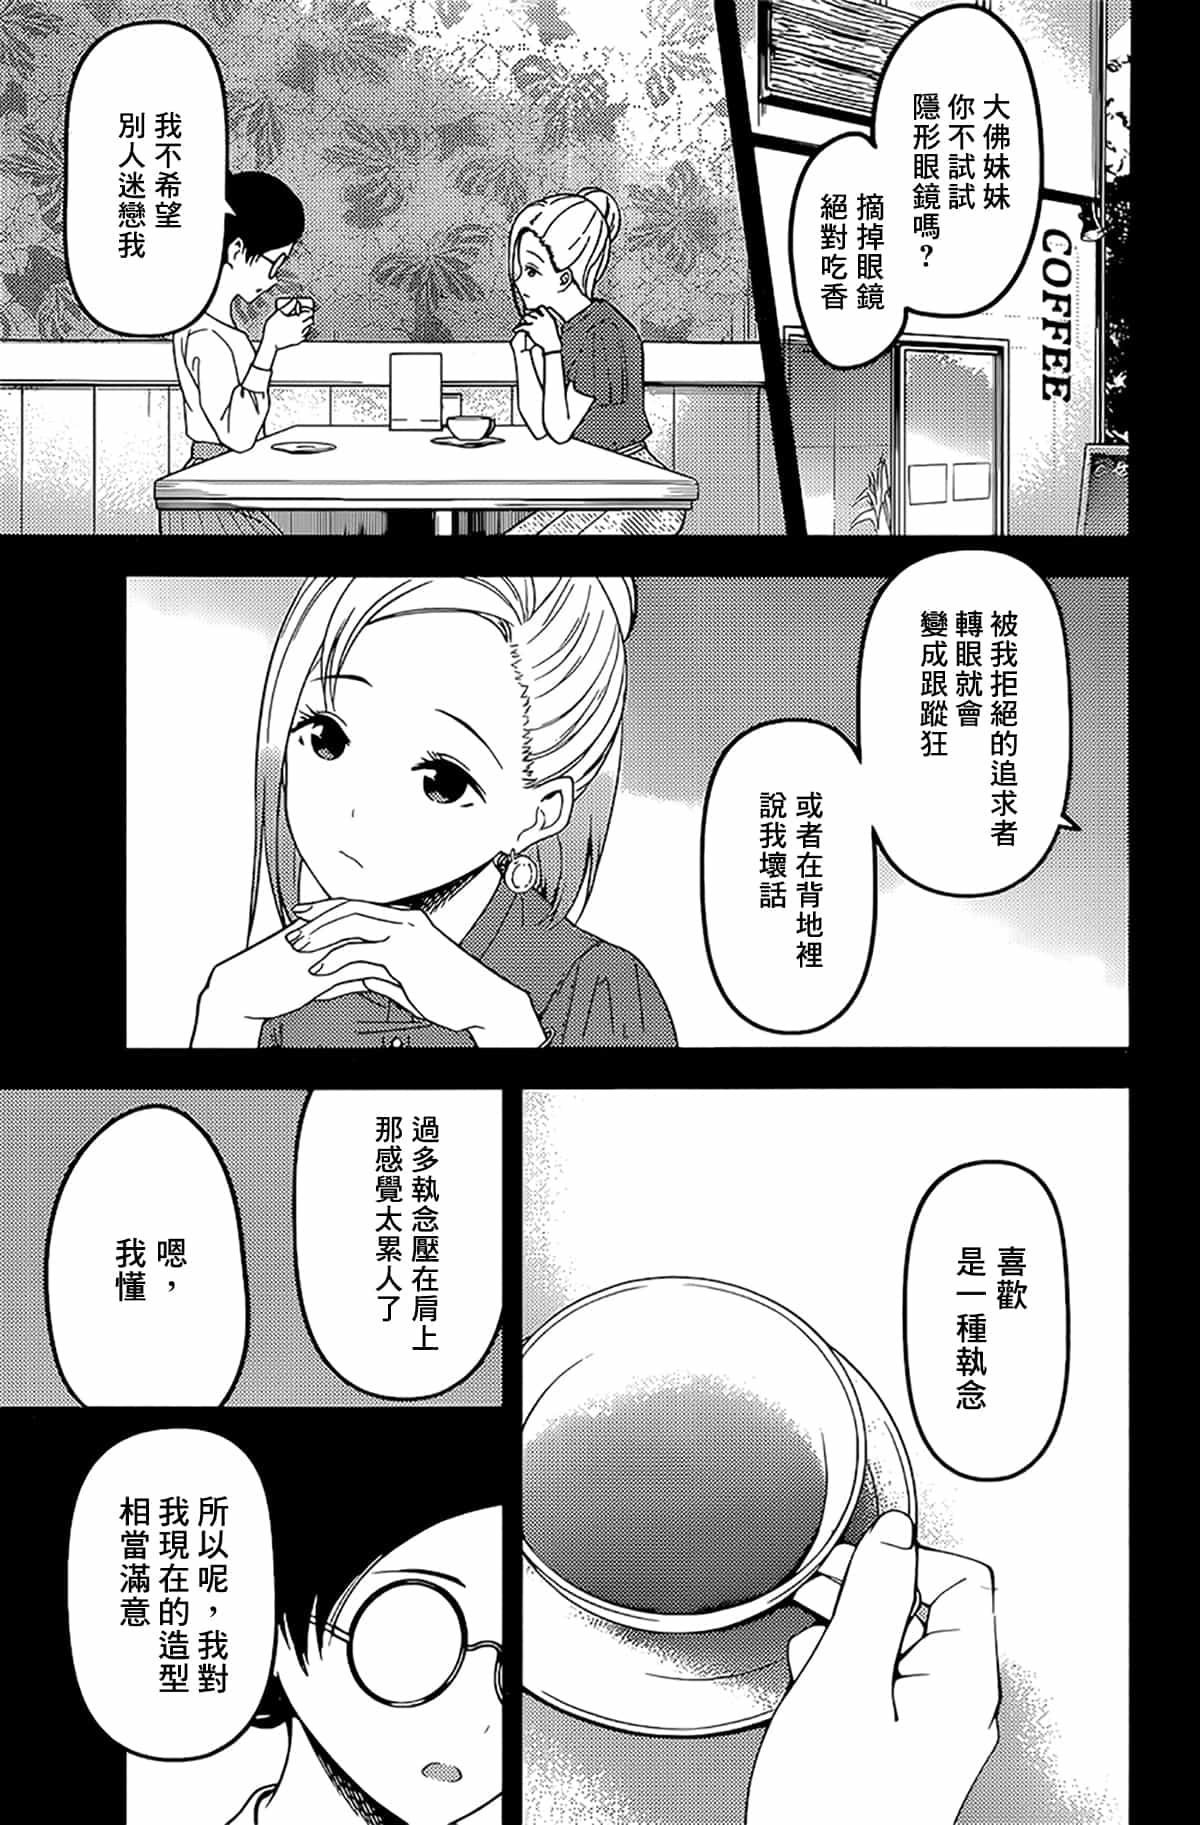 大佛妹妹
你不試試
隱形眼鏡嗎？
摘掉眼鏡
絕對吃香
COFFEE
我不希望
別人迷戀我
被我拒絕的追求者
轉眼就會
變成跟蹤狂
或者在背地裡
說我壞話
喜歡
是一種執念
過多執念壓在肩上
那感覺太累人了
嗯，
我懂
所以呢，我對
我現在的造型
相當滿意